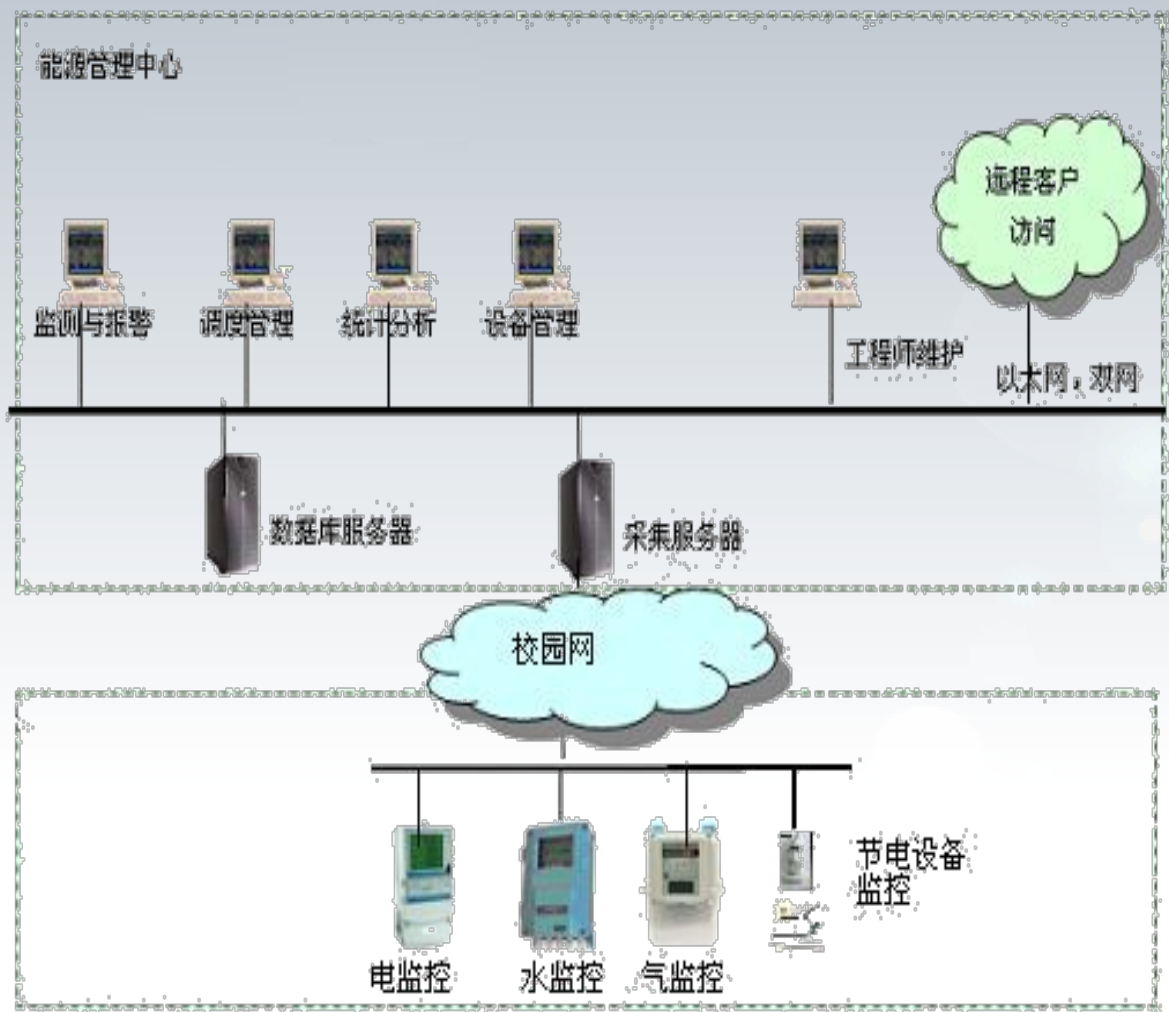 能源管理中心
远程客户
访问
监测与报警
调度管理
统计分析
设备管理
工程师维护
以太网，双网
数据库服务器
采集服务器
校园网
节电设备
监控
电监控
水监控
气监控